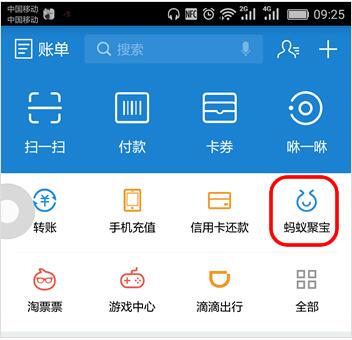 中国移动
中国移动
NFC
2G
4G
09:25
账单
搜索
扫一扫
付款
卡券
咻一咻
转账
手机充值
信用卡还款
蚂蚁聚宝
淘票票
游戏中心
滴滴出行
全部